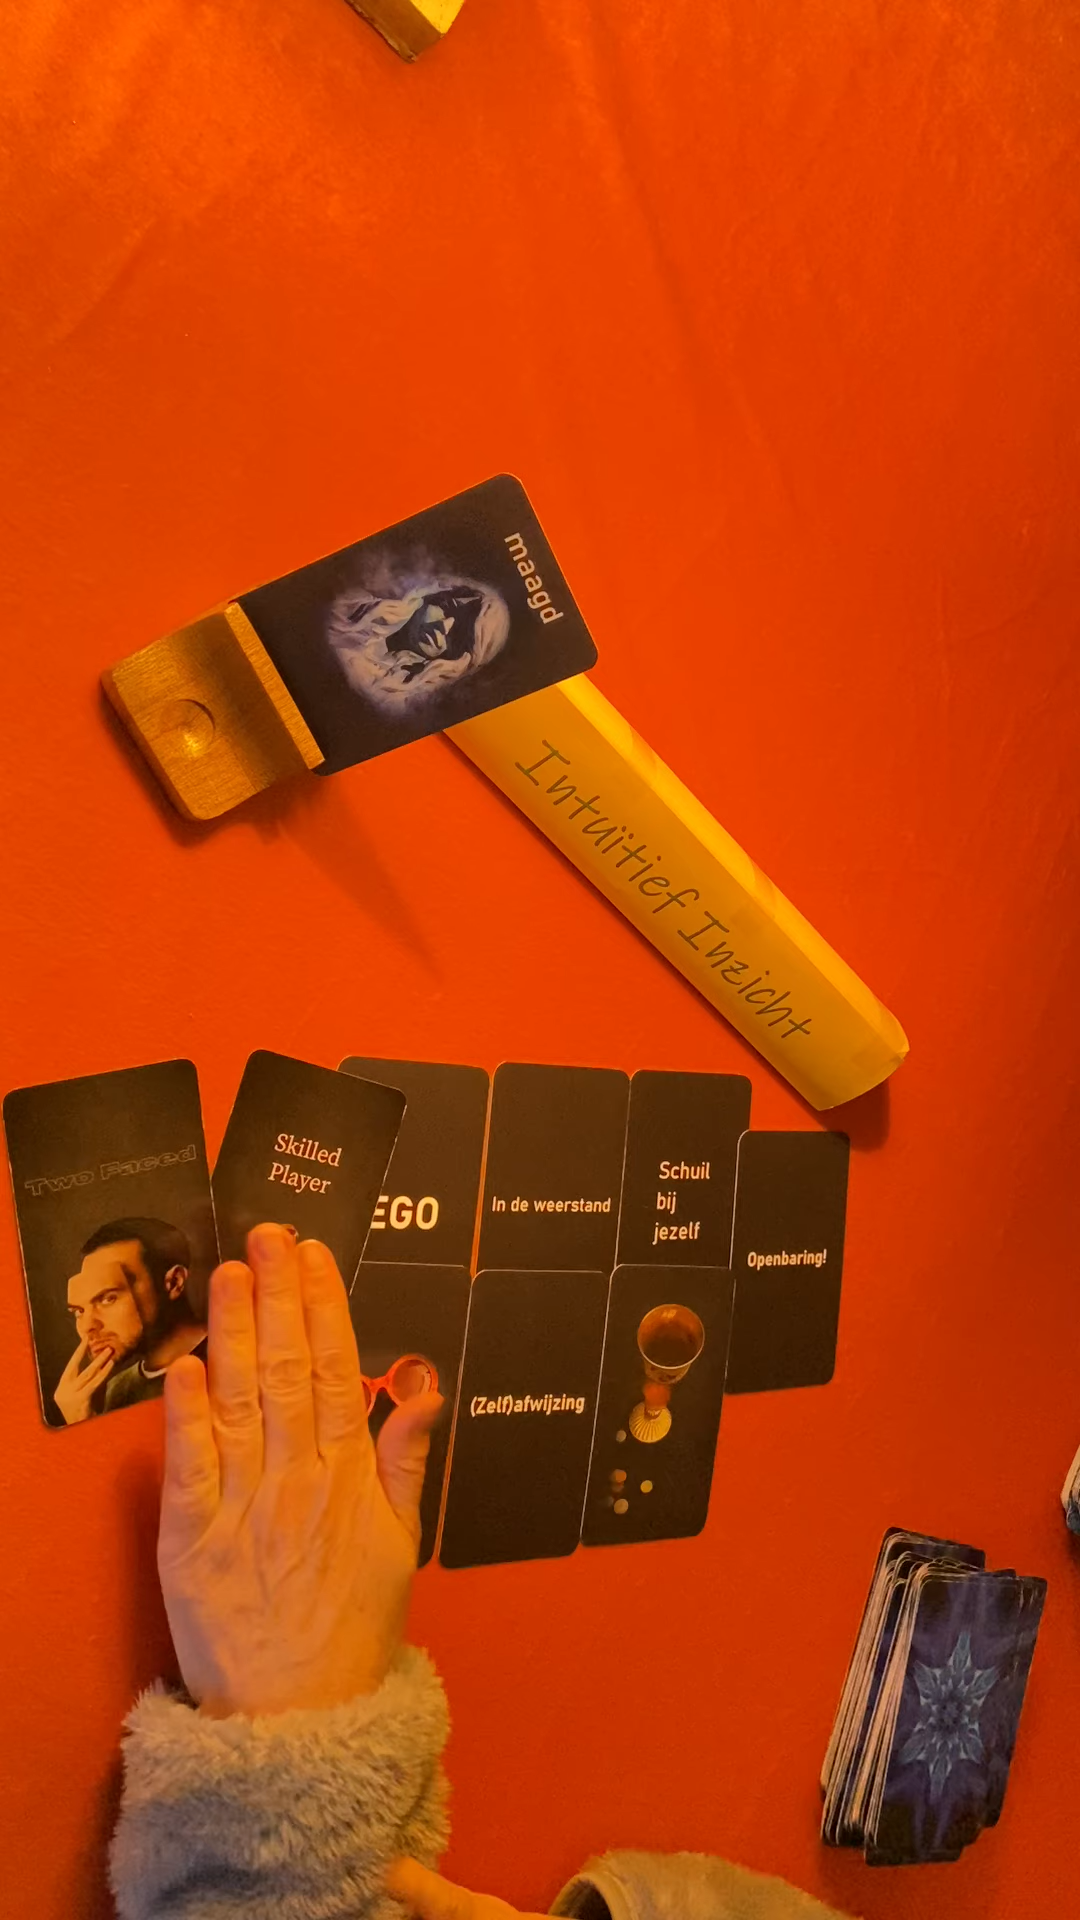 maagd
Intuïtief Inzicht
Two Faced
Skilled
Player
EGO
In de weerstand
Schuil
bij
jezelf
Openbaring!
(Zelf)afwijzing